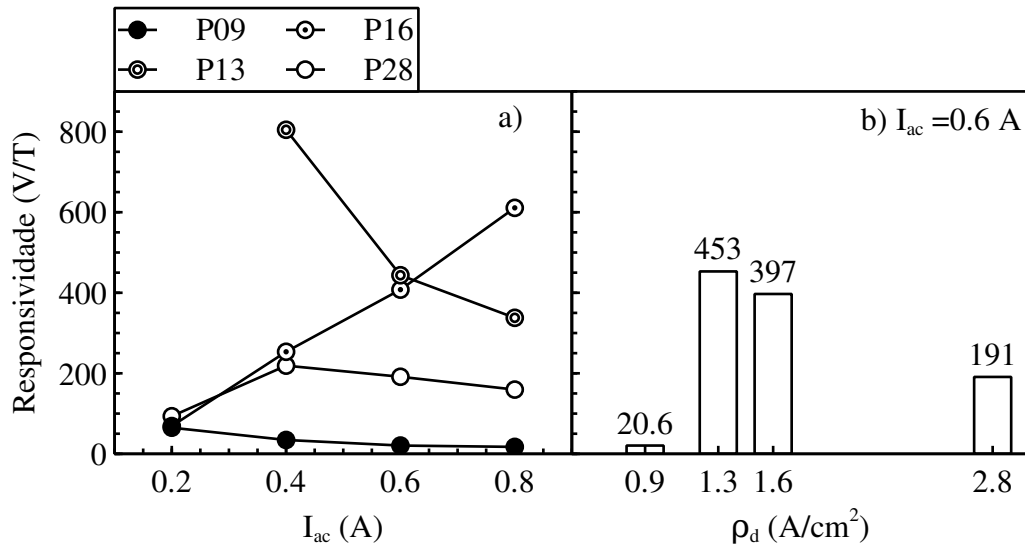 P09 P16
P13 P28
Responsividade (V/T)
800
600
400
200
0
a)
0.2 0.4 0.6 0.8
I_ac (A)
b) I_ac =0.6 A
20.6
453
397
191
0.9 1.3 1.6 2.8
ρ_d (A/cm²)